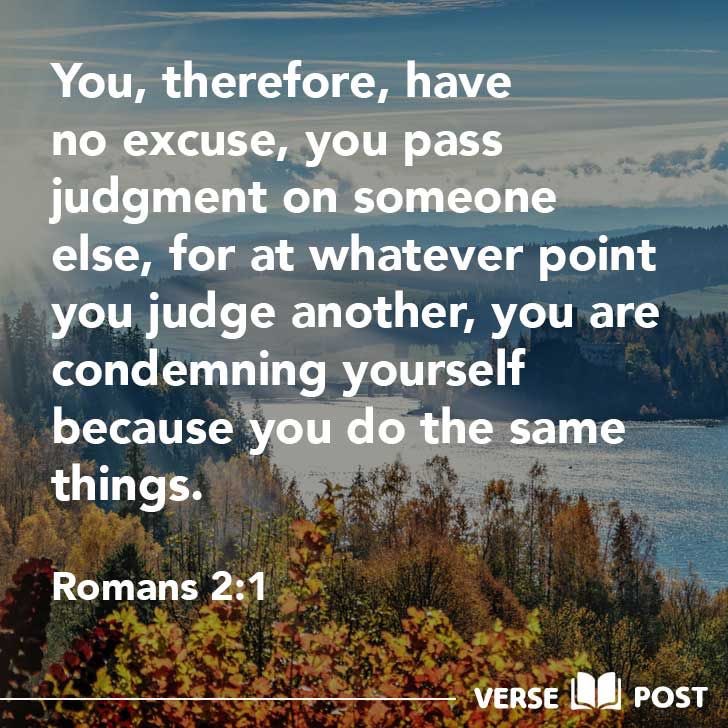 You, therefore, have
no excuse, you pass
judgment on someone
else, for at whatever point
you judge another, you are
condemning yourself
because you do the same
things.
Romans 2:1
VERSE POST